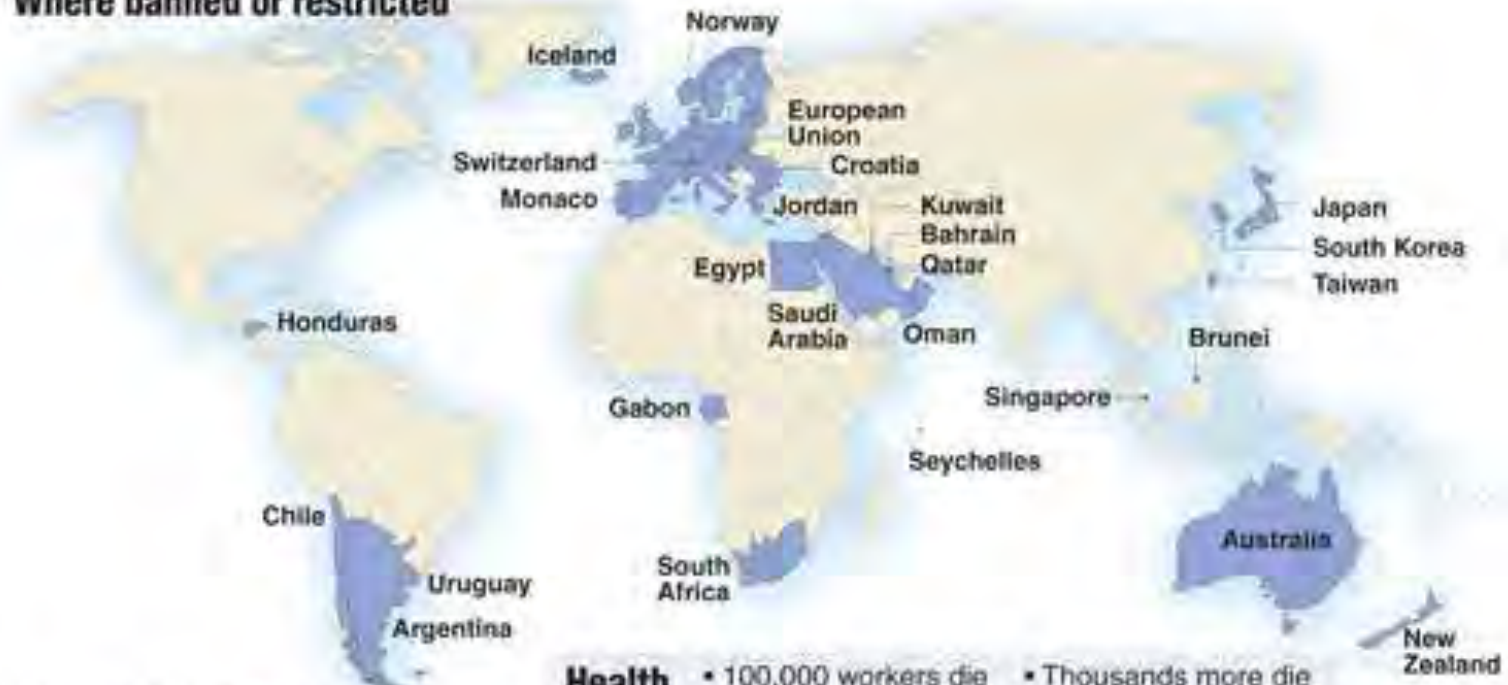 Where banned or restricted
Norway
Iceland
European
Union
Switzerland
Croatia
Monaco
Jordan
Kuwait
Bahrain
Qatar
Egypt
Saudi
Arabia
Oman
Japan
South Korea
Taiwan
Honduras
Brunei
Singapore
Gabon
Seychelles
Chile
Australia
South
Africa
Uruguay
Argentina
New
Zealand
Health • 100,000 workers die • Thousands more die